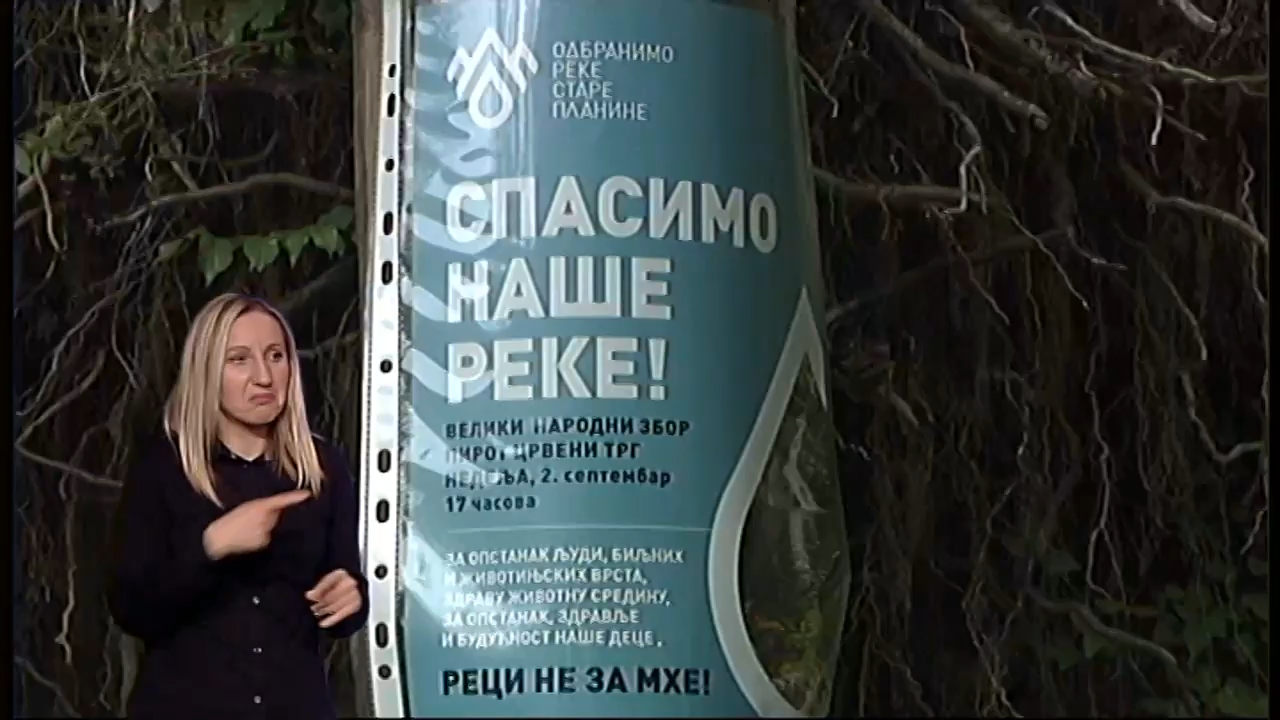 ОДБРАНИМО
РЕКЕ
СТАРЕ
ПЛАНИНЕ
СПАСИМО
НАШЕ
РЕКЕ!
ВЕЛИКИ НАРОДНИ ЗБОР
ПИРОТ ЦРВЕНИ ТРГ
НЕДЕЉА, 2. септембар
17 часова
ЗА ОПСТАНАК ЉУДИ, БИЉНИХ
И ЖИВОТИЊСКИХ ВРСТА,
ЗДРАВУ ЖИВОТНУ СРЕДИНУ,
ЗА ОПСТАНАК, ЗДРАВЉЕ
И БУДУЋНОСТ НАШЕ ДЕЦЕ,
РЕЦИ НЕ ЗА МХЕ!